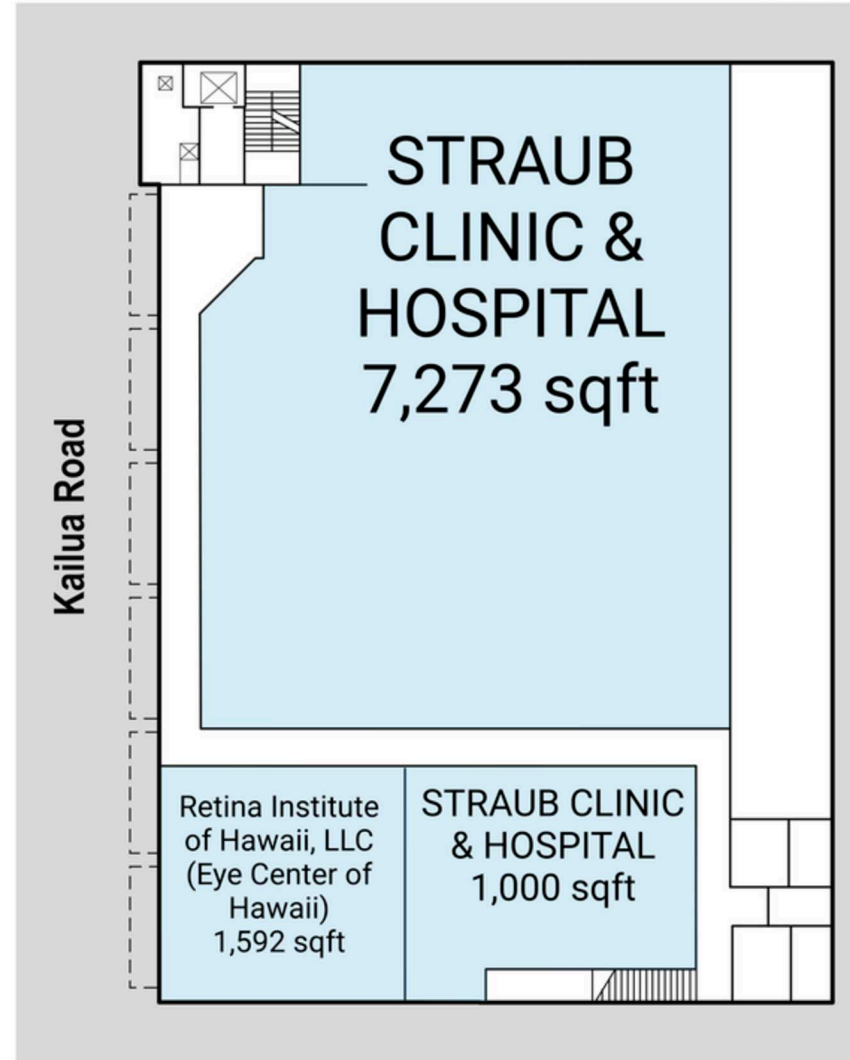 STRAUB
CLINIC &
HOSPITAL
7,273 sqft
Kailua Road
Retina Institute
of Hawaii, LLC
(Eye Center of
Hawaii)
1,592 sqft
STRAUB CLINIC
& HOSPITAL
1,000 sqft